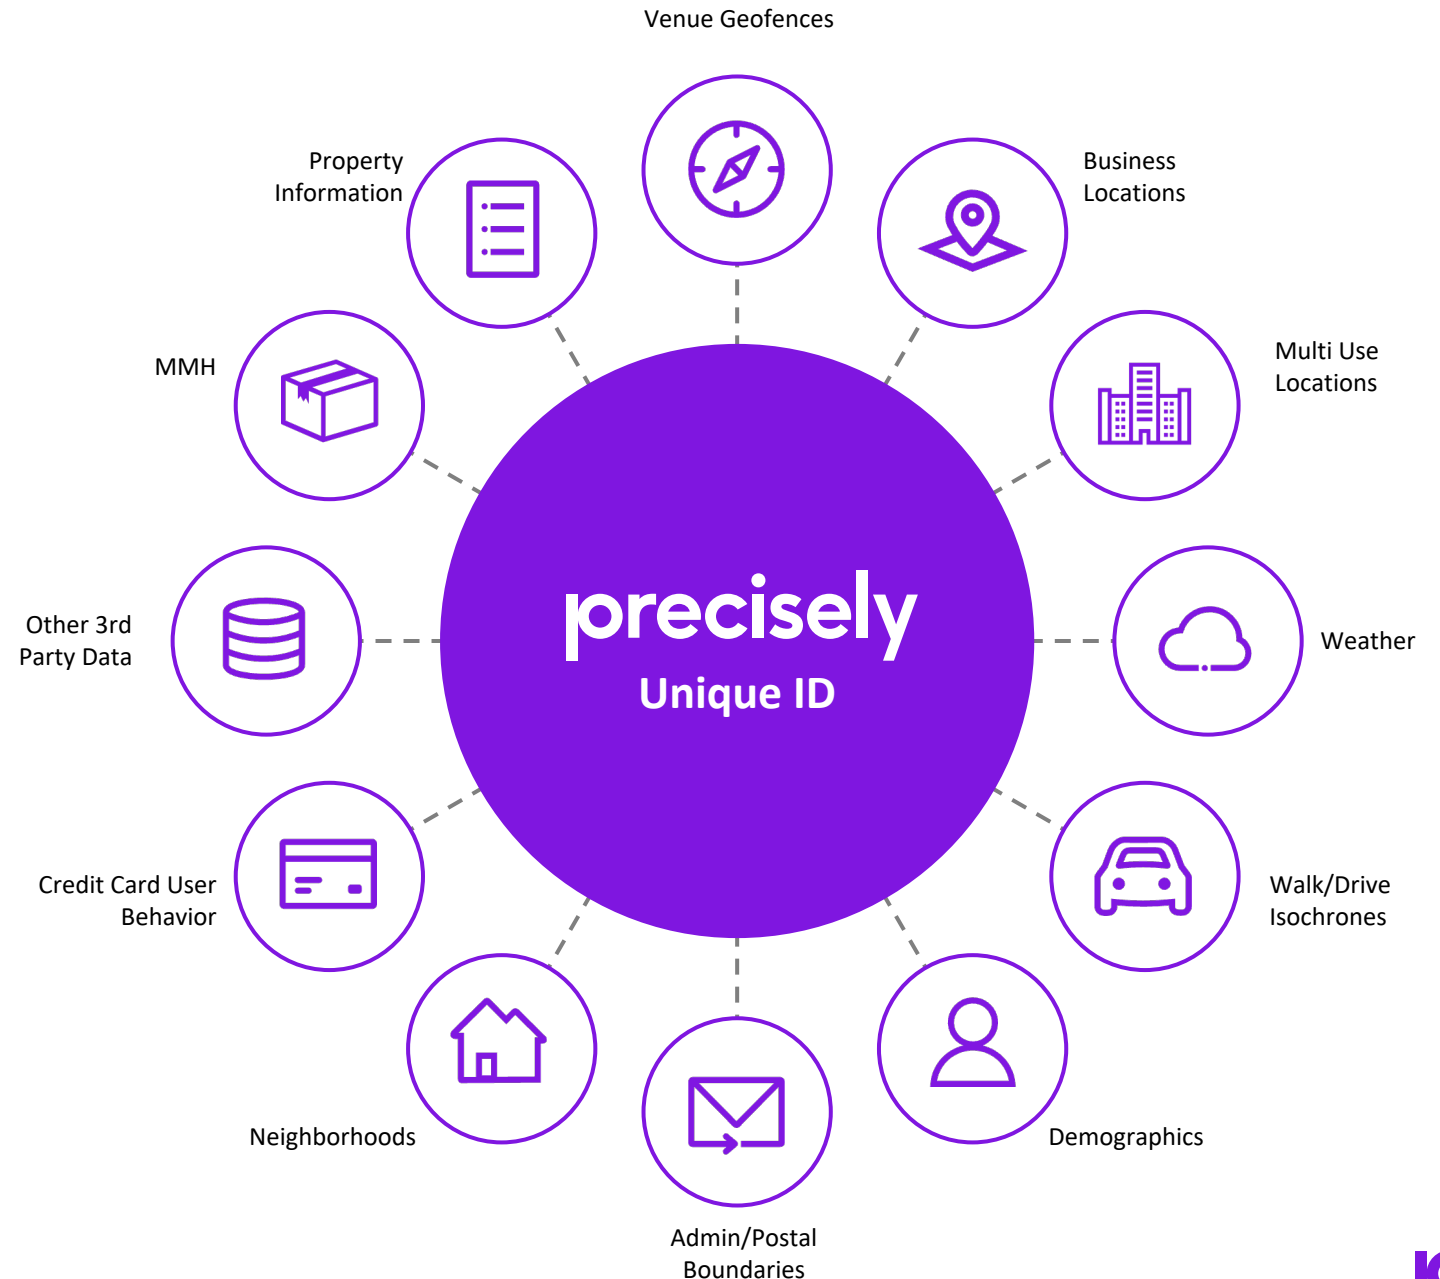 Venue Geofences
Property
Information
Business
Locations
MMH
Multi Use
Locations
Other 3rd
Party Data
precisely
Unique ID
Weather
Credit Card User
Behavior
Walk/Drive
Isochrones
Neighborhoods
Demographics
Admin/Postal
Boundaries